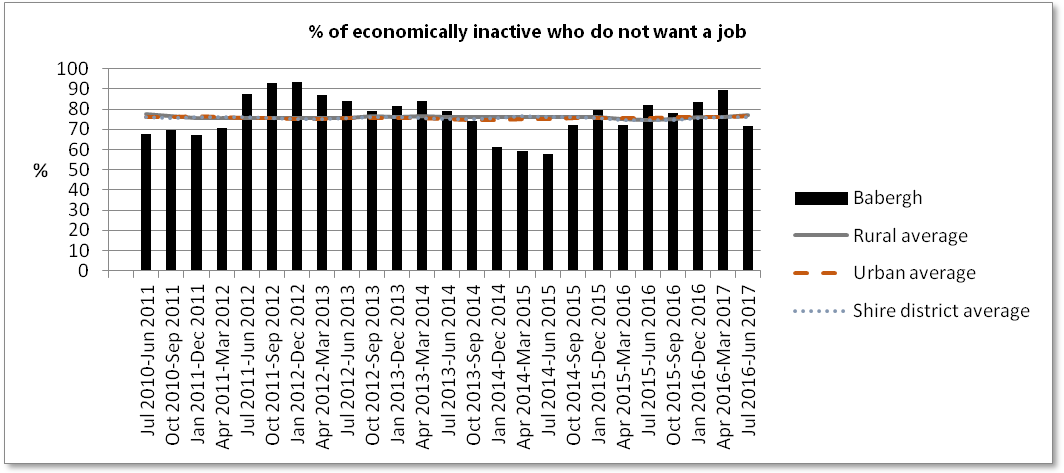 % of economically inactive who do not want a job
100
90
80
70
60
50
40
30
20
10
0
%
Jul 2010-Jun 2011
Oct 2010-Sep 2011
Jan 2011-Dec 2011
Apr 2011-Mar 2012
Jul 2011-Jun 2012
Oct 2011-Sep 2012
Jan 2012-Dec 2012
Apr 2012-Mar 2013
Jul 2012-Jun 2013
Oct 2012-Sep 2013
Jan 2013-Dec 2013
Apr 2013-Mar 2014
Jul 2013-Jun 2014
Oct 2013-Sep 2014
Jan 2014-Dec 2014
Apr 2014-Mar 2015
Jul 2014-Jun 2015
Oct 2014-Sep 2015
Jan 2015-Dec 2015
Apr 2015-Mar 2016
Jul 2015-Jun 2016
Oct 2015-Sep 2016
Jan 2016-Dec 2016
Apr 2016-Mar 2017
Jul 2016-Jun 2017
Babergh
Rural average
Urban average
Shire district average